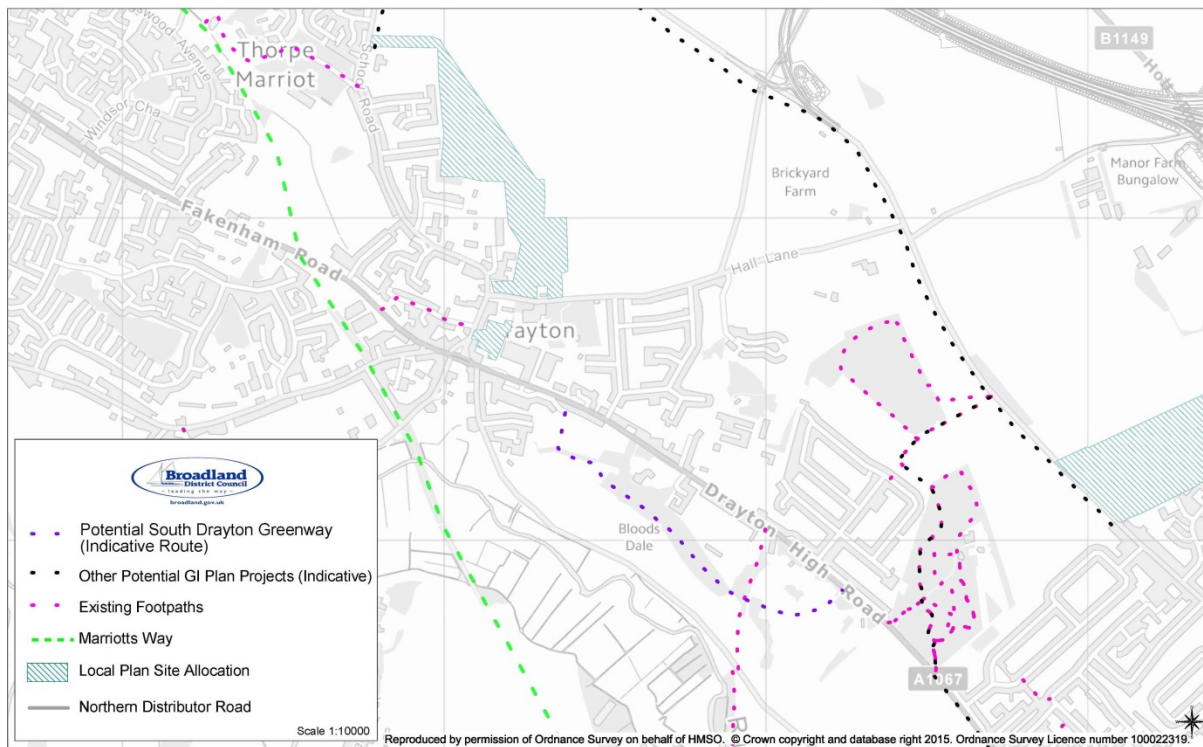 Kingswood Avenue
Thorpe
Marriot
School Road
B1149
Windsor Cha
Brickyard
Farm
Manor Farm
Bungalow
Fakenham Road
Hall Lane
rayton
Bloods
Dale
Drayton High Road
A1067
Broadland
District Council
leading the way
broadland.gov.uk
Potential South Drayton Greenway
(Indicative Route)
Other Potential GI Plan Projects (Indicative)
Existing Footpaths
Marriotts Way
Local Plan Site Allocation
Northern Distributor Road
Scale 1:10000
Reproduced by permission of Ordnance Survey on behalf of HMSO. © Crown copyright and database right 2015. Ordnance Survey Licence number 100022319.